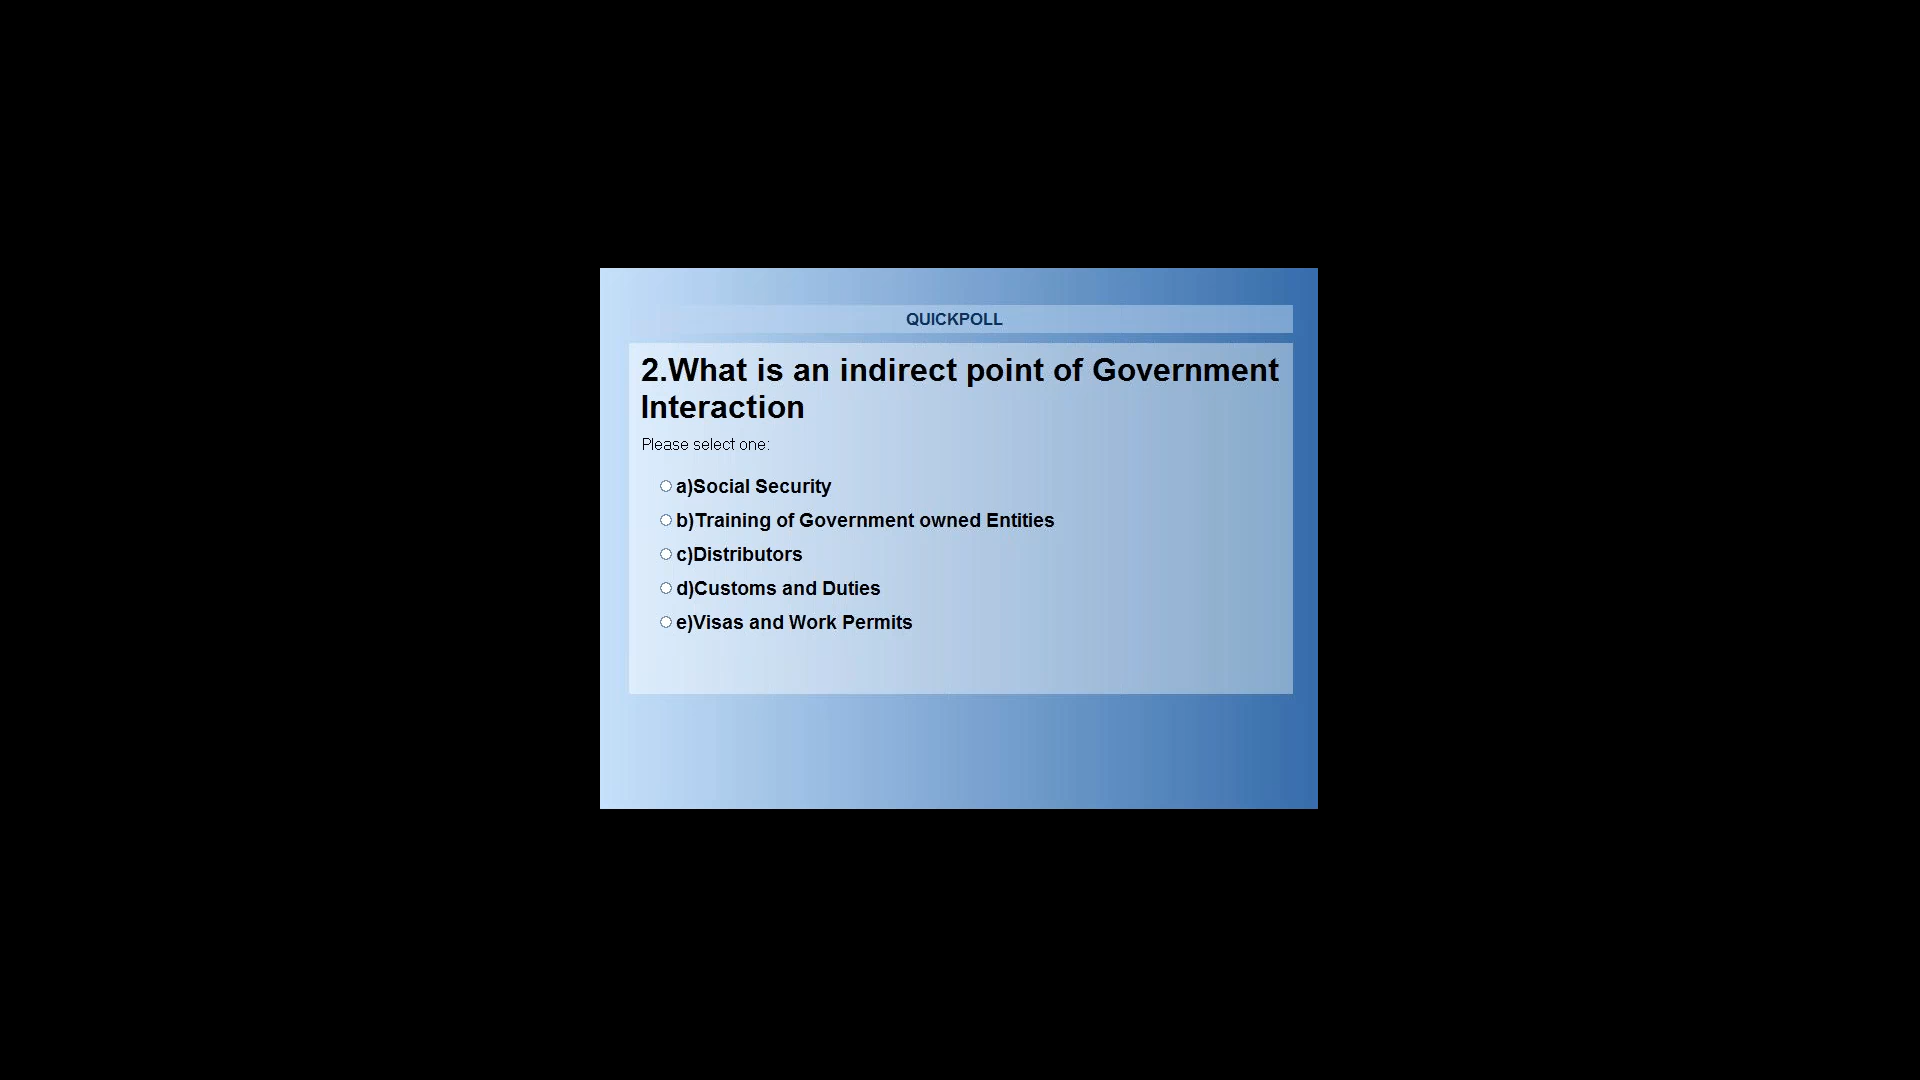 QUICKPOLL
2.What is an indirect point of Government
Interaction
Please select one:
a)Social Security
b)Training of Government owned Entities
c)Distributors
d)Customs and Duties
e)Visas and Work Permits